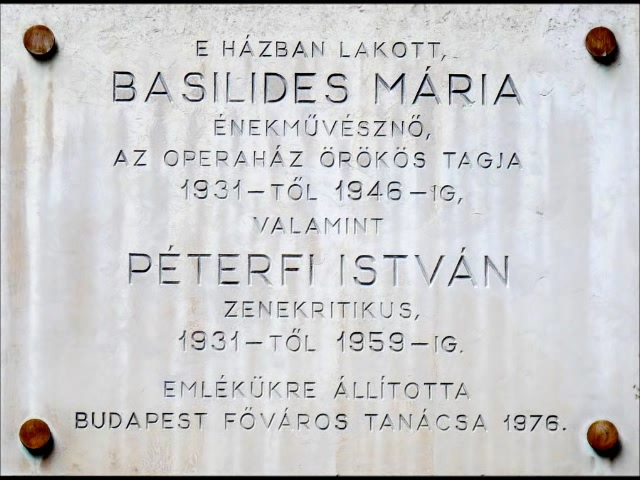 E HÁZBAN LAKOTT,
BASILIDES MÁRIA
ÉNEKMŰVÉSZNŐ,
AZ OPERAHÁZ ÖRÖKÖS TAGJA
1931–TŐL 1946–IG,
VALAMINT
PÉTERFI ISTVÁN
ZENEKRITIKUS,
1931–TŐL 1959–IG.
EMLÉKÜKRE ÁLLÍTOTTA
BUDAPEST FŐVÁROS TANÁCSA 1976.